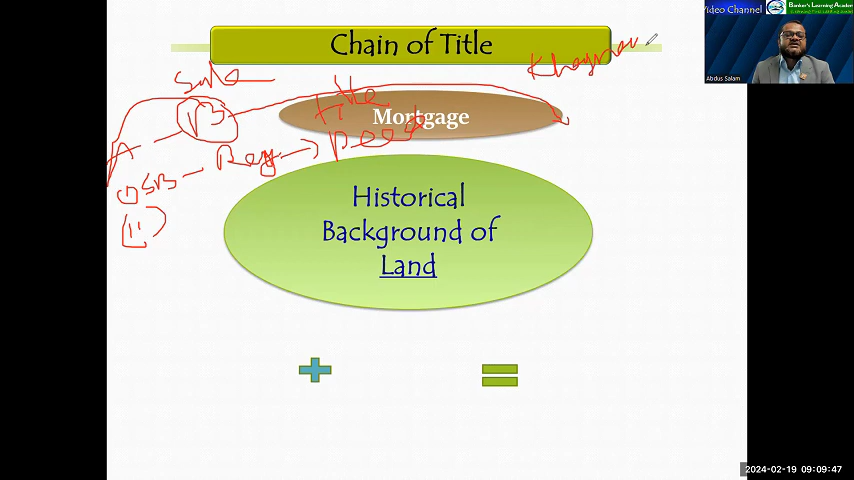 Chain of Title
Video Channel
Banker's Learning Academy
Abdus Salam
Sale
B
title
Mortgage
A
SB - Reg → Deed
Historical
Background of
Land
2024-02-19 09:09:47